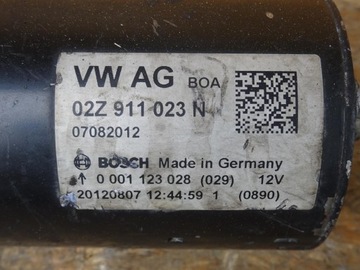 VW AG BOA
02Z 911 023 N
07082012
BOSCH Made in Germany
0 001 123 028 (029) 12V
20120807 12:44:59 1 (0890)